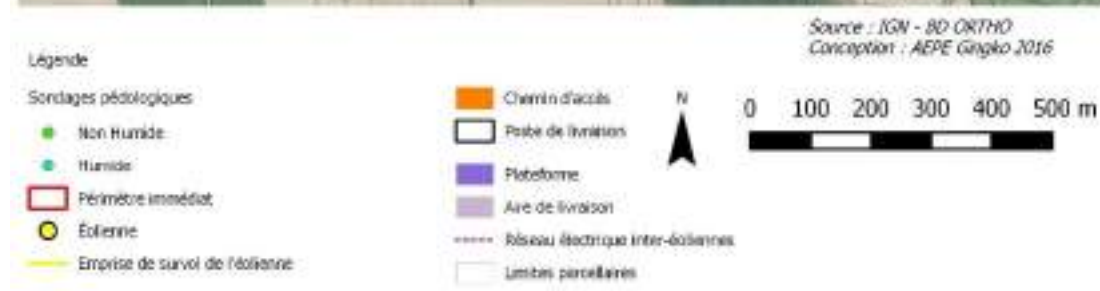 Source : IGN - BD ORTHO
Conception : AEPE Gingko 2016
Légende
Sondages pédologiques
Non Humide
Humide
Périmètre immédiat
Éolienne
Emprise de survol de l'éolienne
Chemin d'accès
Poste de livraison
Plateforme
Aire de livraison
Réseau électrique inter-éoliennes
Limites parcellaires
N
0 100 200 300 400 500 m